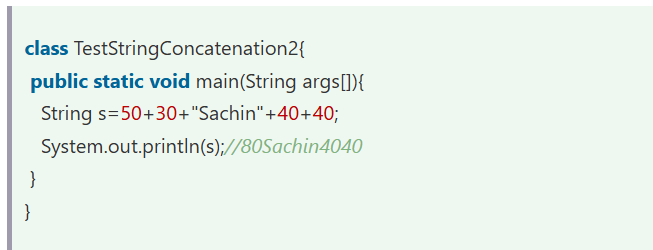 class TestStringConcatenation2{
public static void main(String args[]){
String s=50+30+"Sachin"+40+40;
System.out.println(s);//80Sachin4040
}
}